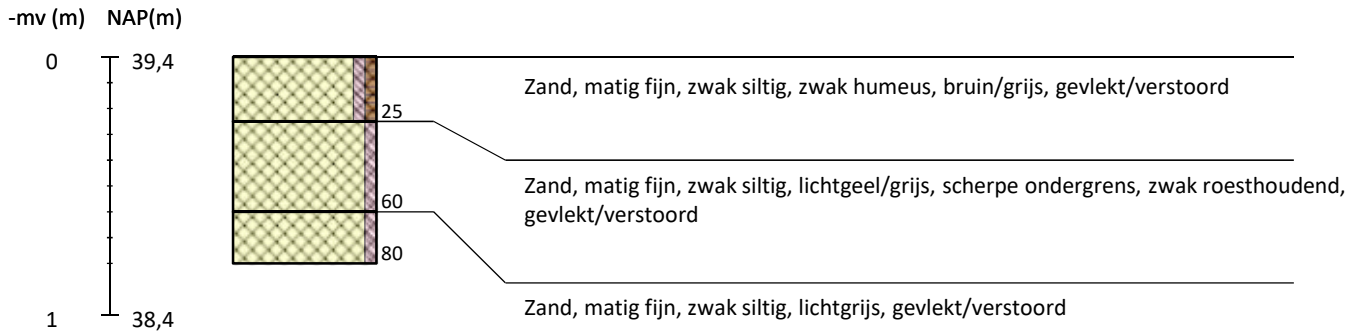 -mv (m) NAP(m)
0 39,4
Zand, matig fijn, zwak siltig, zwak humeus, bruin/grijs, gevlekt/verstoord
25
Zand, matig fijn, zwak siltig, lichtgeel/grijs, scherpe ondergrens, zwak roesthoudend,
gevlekt/verstoord
60
80
Zand, matig fijn, zwak siltig, lichtgrijs, gevlekt/verstoord
1 38,4